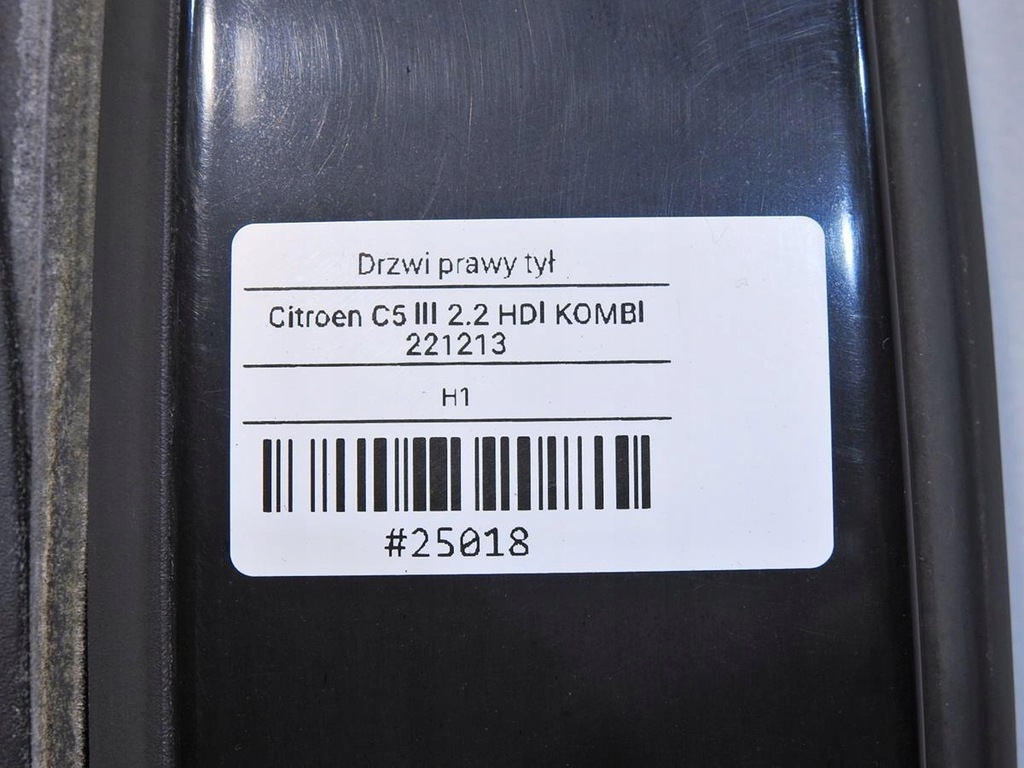 Drzwi prawy tył
Citroen C5 III 2.2 HDI KOMBI
221213
H1
#25018